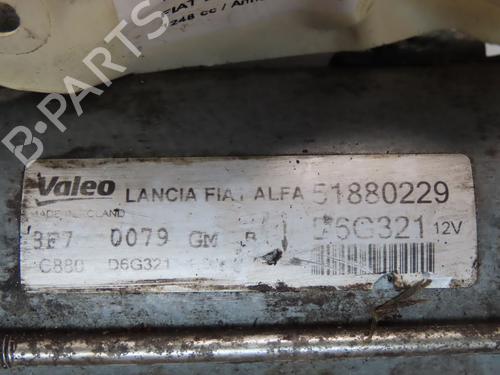 FIAT
248 cc /
B-PARTS
Valeo LANCIA FIAT ALFA 51880229
MADE IN POLAND
3F7 0079 GM B D6G321 12V
C880 D6G321